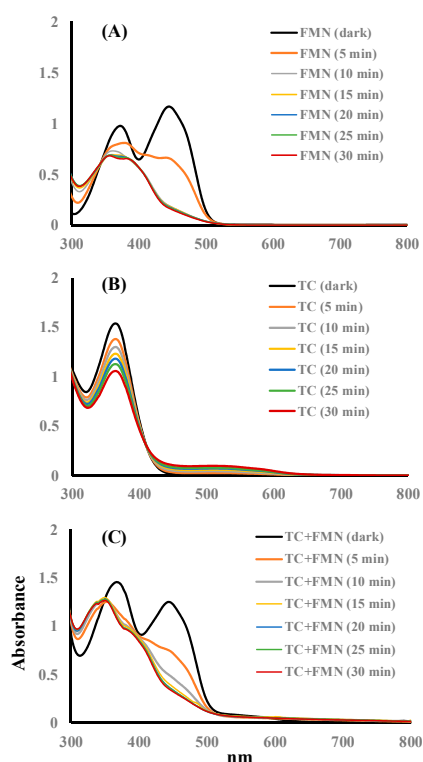 2
(A)
FMN (dark)
FMN (5 min)
FMN (10 min)
FMN (15 min)
FMN (20 min)
FMN (25 min)
FMN (30 min)
1.5
1
0.5
0
300 400 500 600 700 800
2
(B)
TC (dark)
TC (5 min)
TC (10 min)
TC (15 min)
TC (20 min)
TC (25 min)
TC (30 min)
1.5
1
0.5
0
300 400 500 600 700 800
2
(C)
TC+FMN (dark)
TC+FMN (5 min)
TC+FMN (10 min)
TC+FMN (15 min)
TC+FMN (20 min)
TC+FMN (25 min)
TC+FMN (30 min)
1.5
1
0.5
0
Absorbance
300 400 500 600 700 800
nm